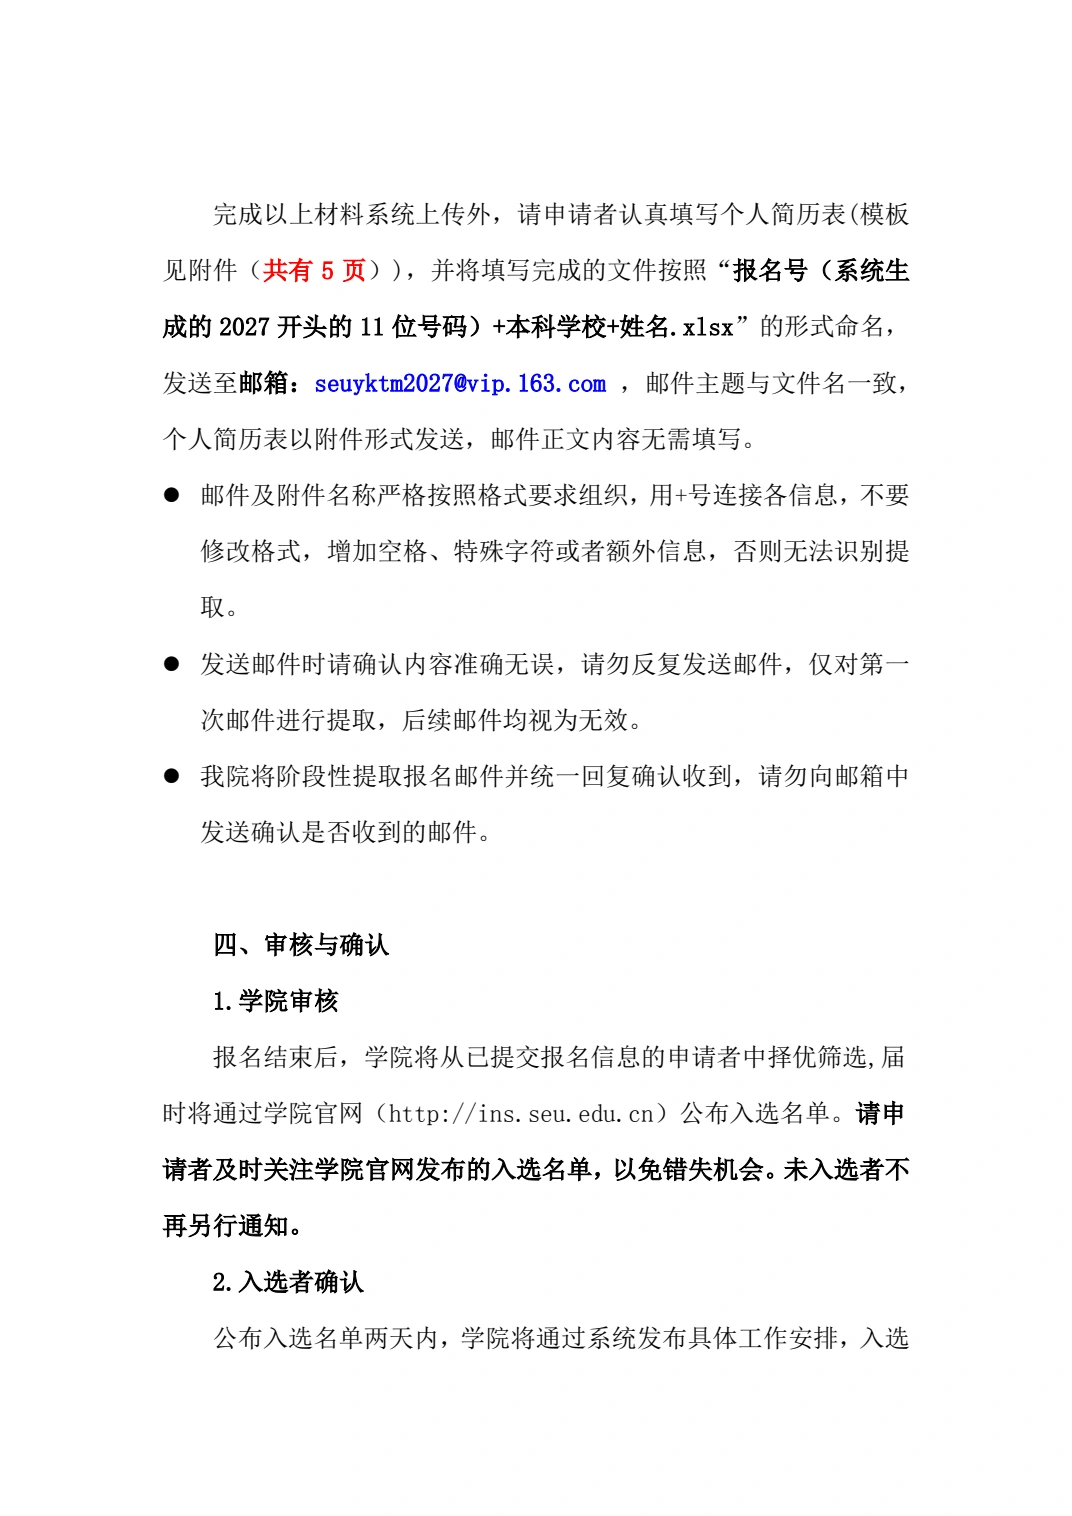 完成以上材料系统上传外，请申请者认真填写个人简历表(模板
见附件（共有 5 页）)，并将填写完成的文件按照“报名号（系统生
成的 2027 开头的 11 位号码）+本科学校+姓名.xlsx”的形式命名，
发送至邮箱：seuyktm2027@vip.163.com ，邮件主题与文件名一致，
个人简历表以附件形式发送，邮件正文内容无需填写。
● 邮件及附件名称严格按照格式要求组织，用+号连接各信息，不要
修改格式，增加空格、特殊字符或者额外信息，否则无法识别提
取。
● 发送邮件时请确认内容准确无误，请勿反复发送邮件，仅对第一
次邮件进行提取，后续邮件均视为无效。
● 我院将阶段性提取报名邮件并统一回复确认收到，请勿向邮箱中
发送确认是否收到的邮件。
四、审核与确认
1.学院审核
报名结束后，学院将从已提交报名信息的申请者中择优筛选,届
时将通过学院官网（http://ins.seu.edu.cn）公布入选名单。请申
请者及时关注学院官网发布的入选名单，以免错失机会。未入选者不
再另行通知。
2.入选者确认
公布入选名单两天内，学院将通过系统发布具体工作安排，入选